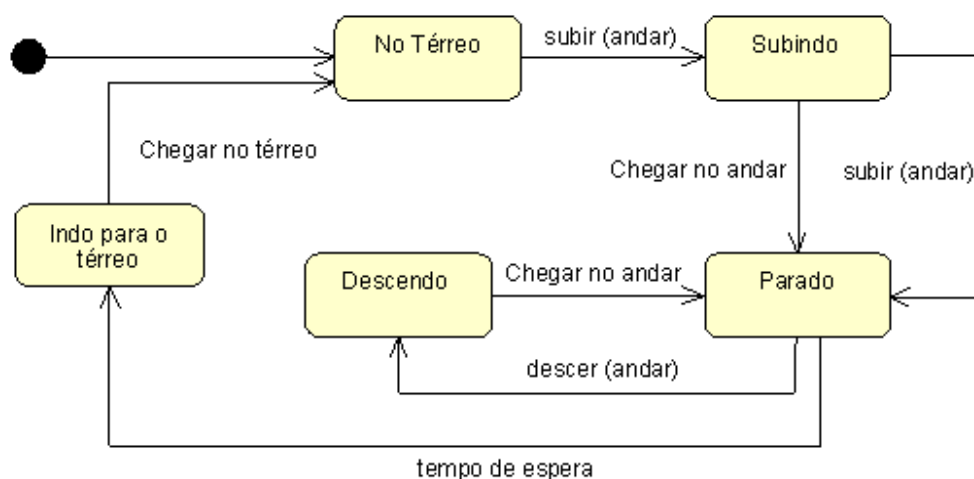 No Térreo
subir (andar)
Subindo
Chegar no térreo
Chegar no andar
subir (andar)
Indo para o
térreo
Descendo
Chegar no andar
Parado
descer (andar)
tempo de espera